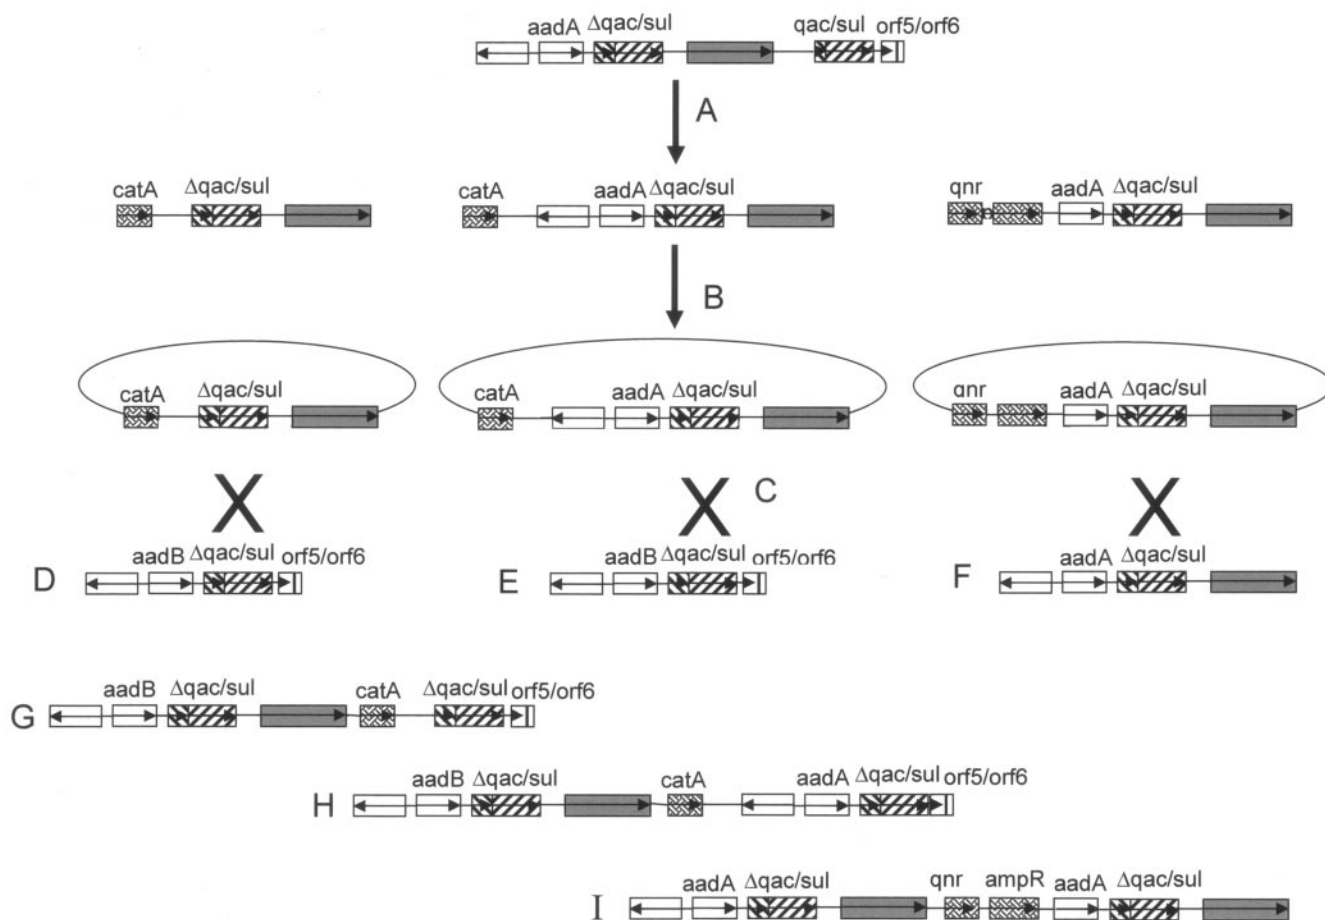 aadA Δqac/sul qac/sul orf5/orf6
A
catA Δqac/sul catA aadA Δqac/sul qnr aadA Δqac/sul
B
catA Δqac/sul catA aadA Δqac/sul qnr aadA Δqac/sul
C
aadB Δqac/sul orf5/orf6 aadB Δqac/sul orf5/orf6 aadA Δqac/sul
D E F
aadB Δqac/sul catA Δqac/sul orf5/orf6
G
aadB Δqac/sul catA aadA Δqac/sul orf5/orf6
H
aadA Δqac/sul qnr ampR aadA Δqac/sul
I